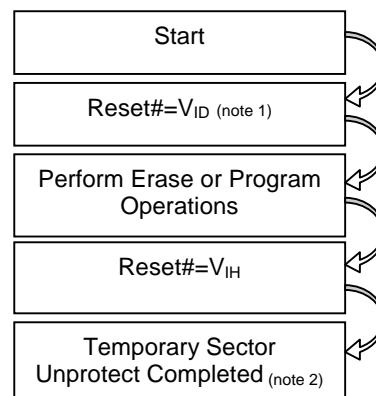 Start
Reset#=VID (note 1)
Perform Erase or Program
Operations
Reset#=VIH
Temporary Sector
Unprotect Completed (note 2)